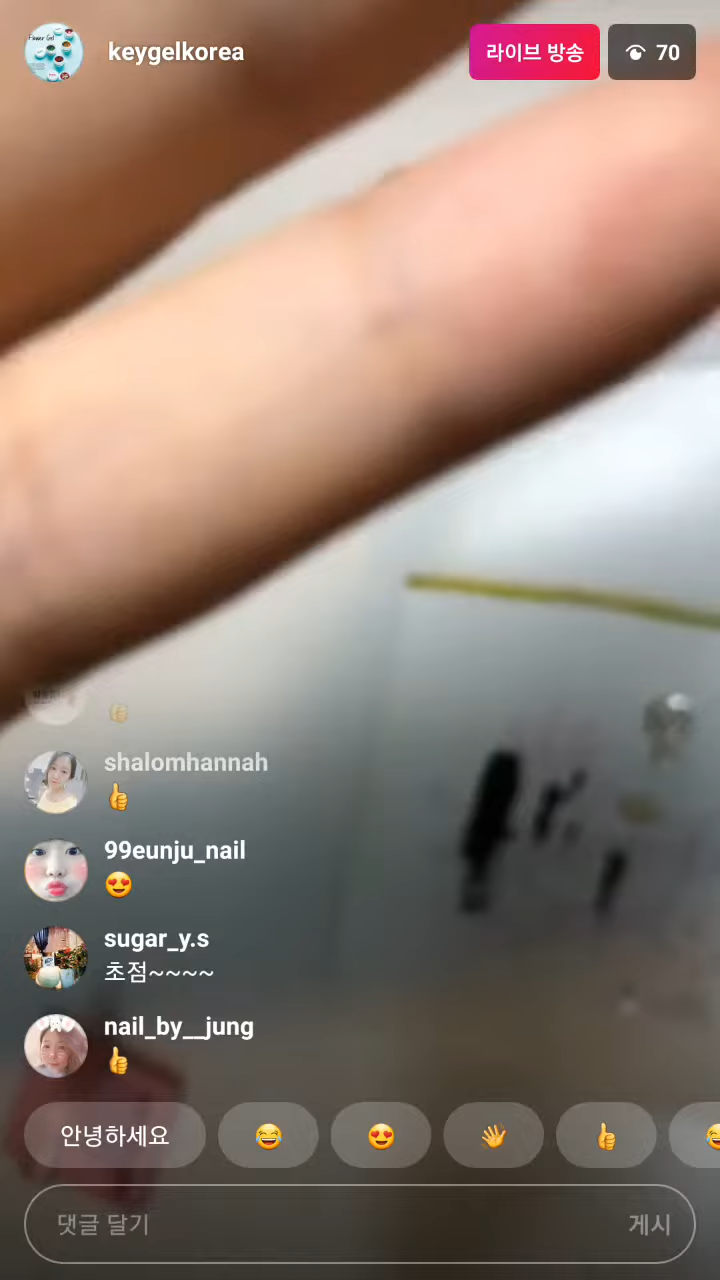 keygelkorea
라이브 방송
70
👍
shalomhannah
👍
99eunju_nail
😍
sugar_y.s
초점~~~~
nail_by__jung
👍
안녕하세요 😂 😍 👋 👍 😂
댓글 달기
게시